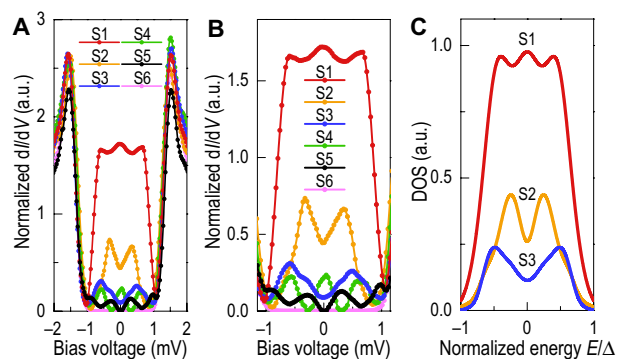 A
3
2
1
0
Normalized dI/dV (a.u.)
S1 S4
S2 S5
S3 S6
−2 −1 0 1 2
Bias voltage (mV)
B
1.5
1.0
0.5
0.0
Normalized dI/dV (a.u.)
S1
S2
S3
S4
S5
S6
−1 0 1
Bias voltage (mV)
C
1.0
0.5
0.0
DOS (a.u.)
S1
S2
S3
−1 0 1
Normalized energy E/Δ